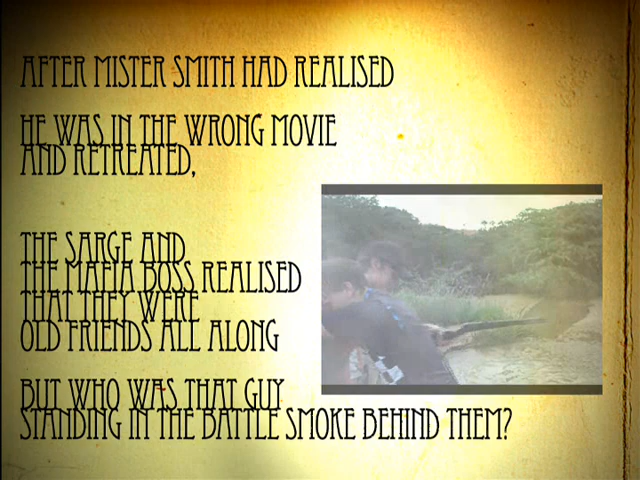 AFTER MISTER SMITH HAD REALISED
HE WAS IN THE WRONG MOVIE
AND RETREATED,
THE SARGE AND
THE MAFIA BOSS REALISED
THAT THEY WERE
OLD FRIENDS ALL ALONG
BUT WHO WAS THAT GUY
STANDING IN THE BATTLE SMOKE BEHIND THEM?